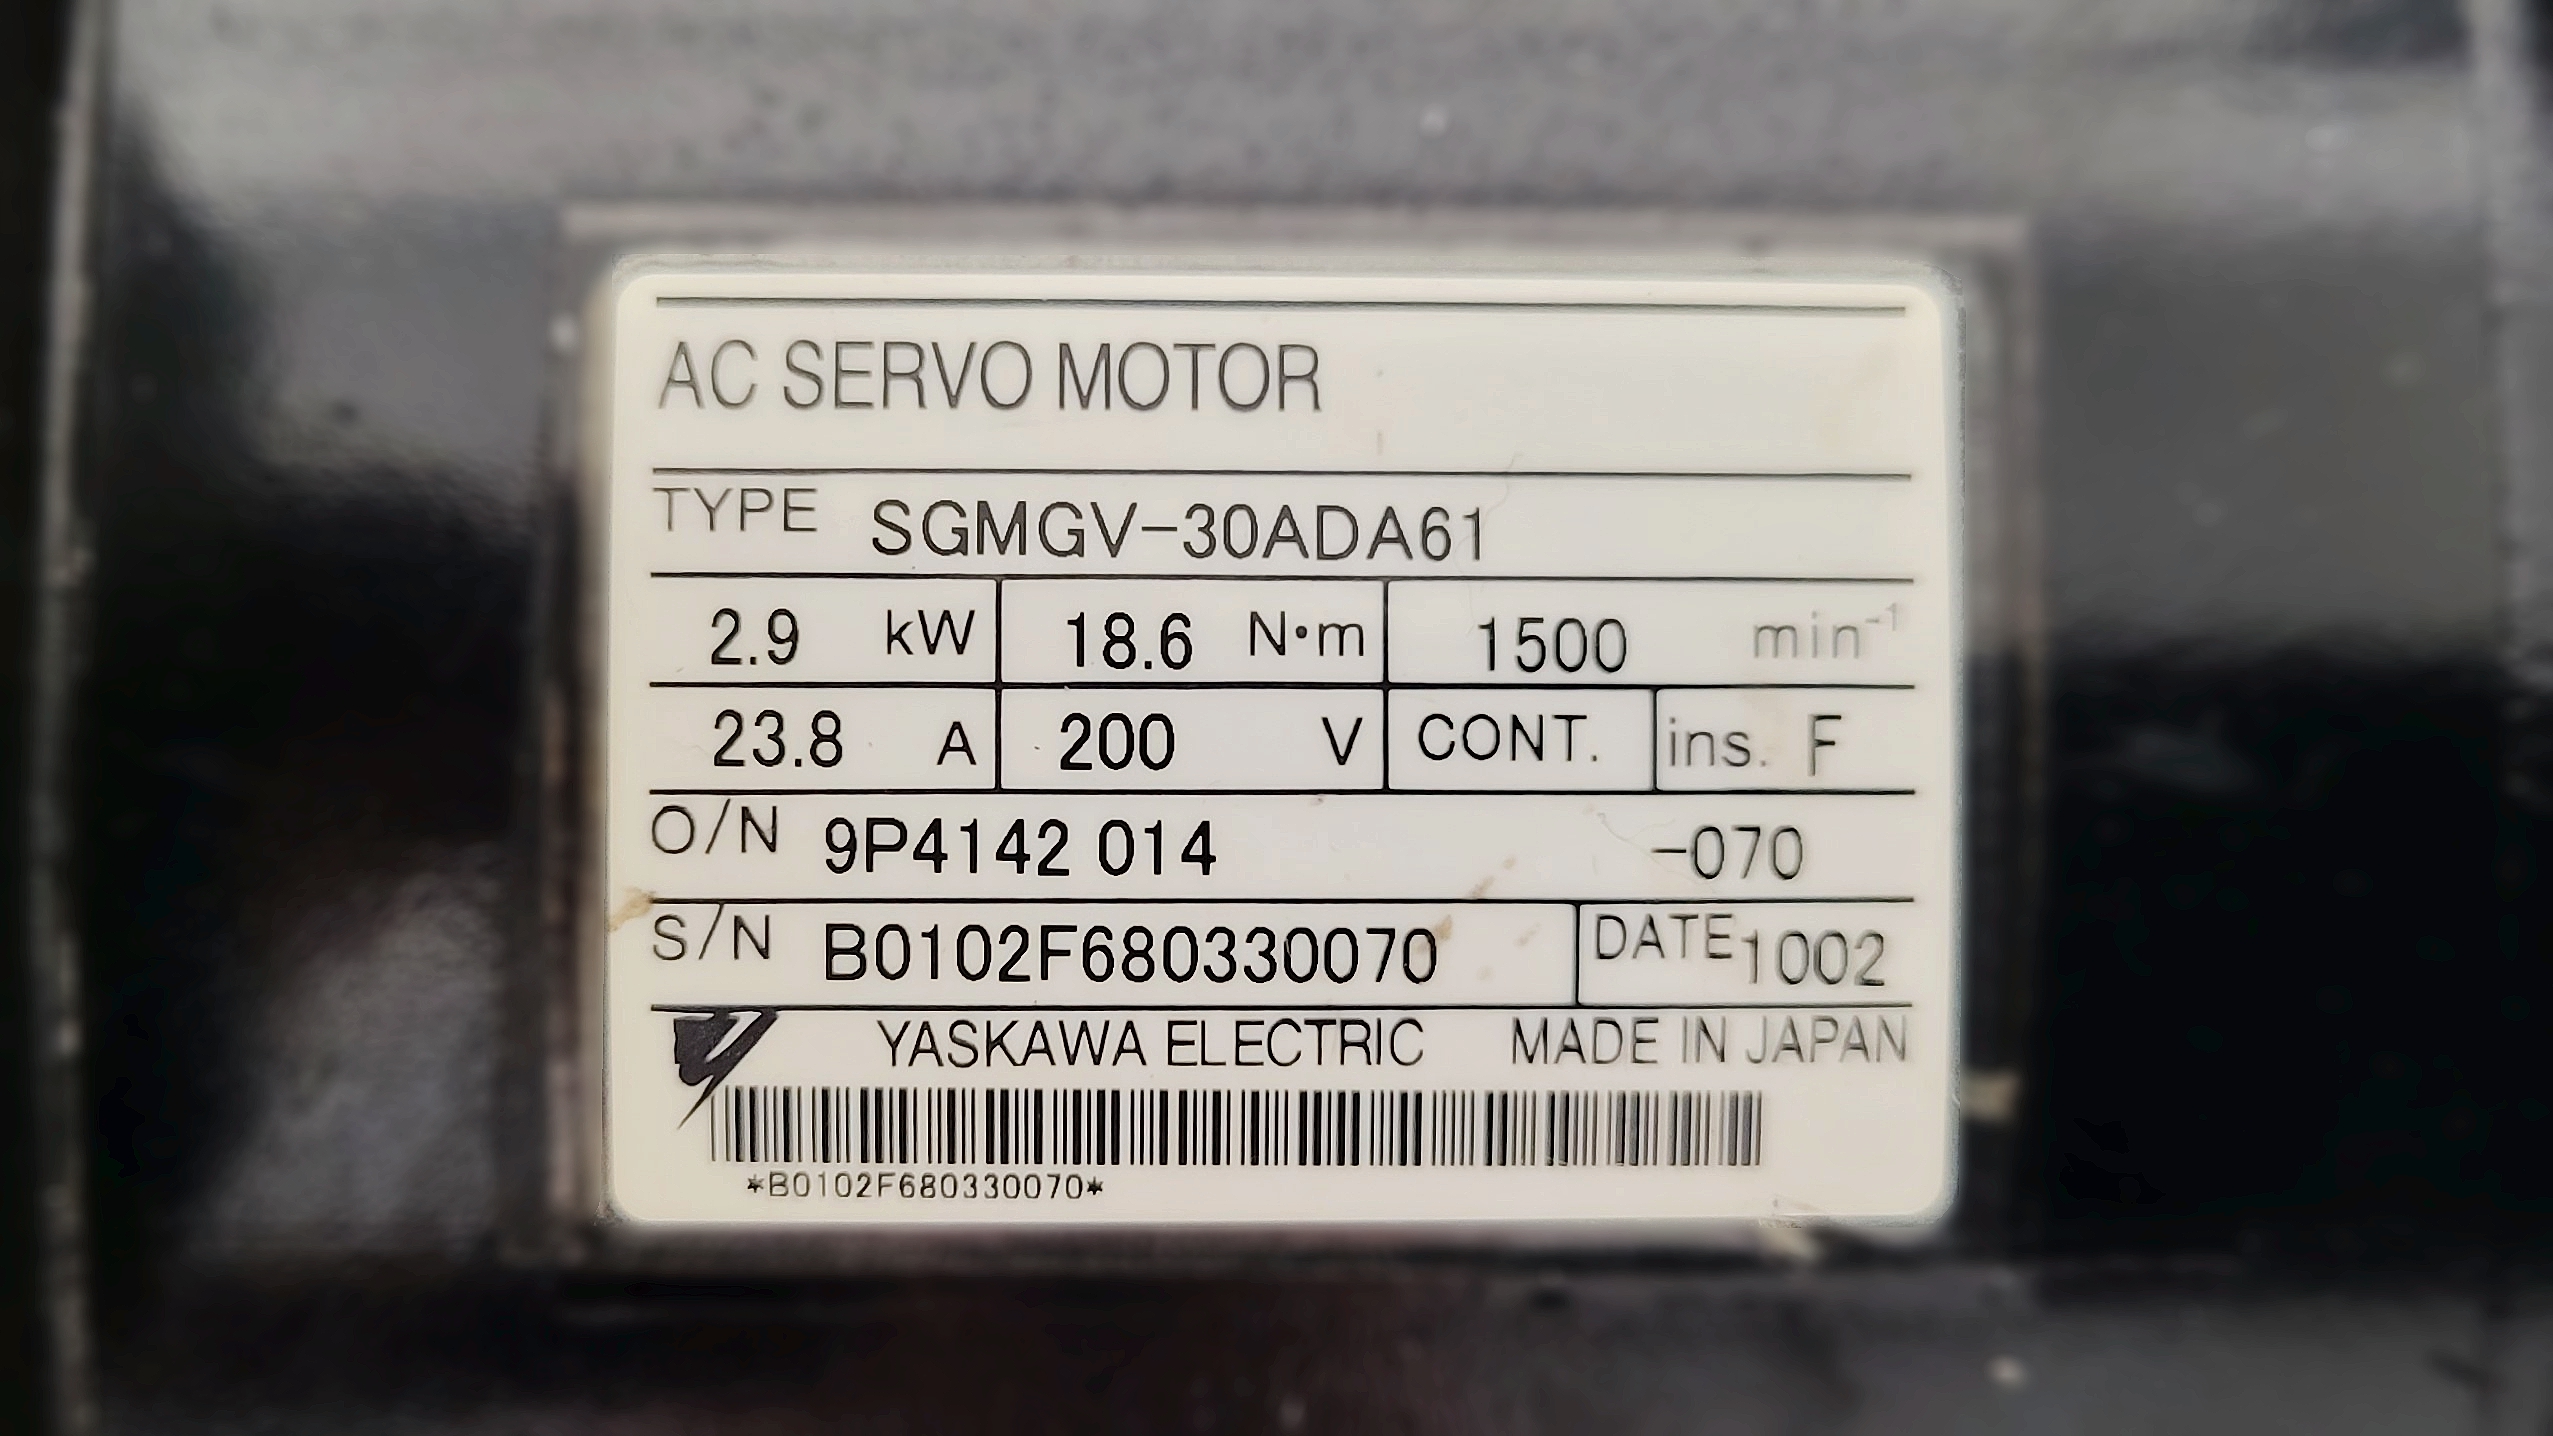 AC SERVO MOTOR
TYPE SGMGV-30ADA61
2.9 kW 18.6 N•m 1500 min⁻¹
23.8 A 200 V CONT. ins. F
O/N 9P4142 014 -070
S/N B0102F680330070 DATE 1002
YASKAWA ELECTRIC MADE IN JAPAN
*B0102F680330070*